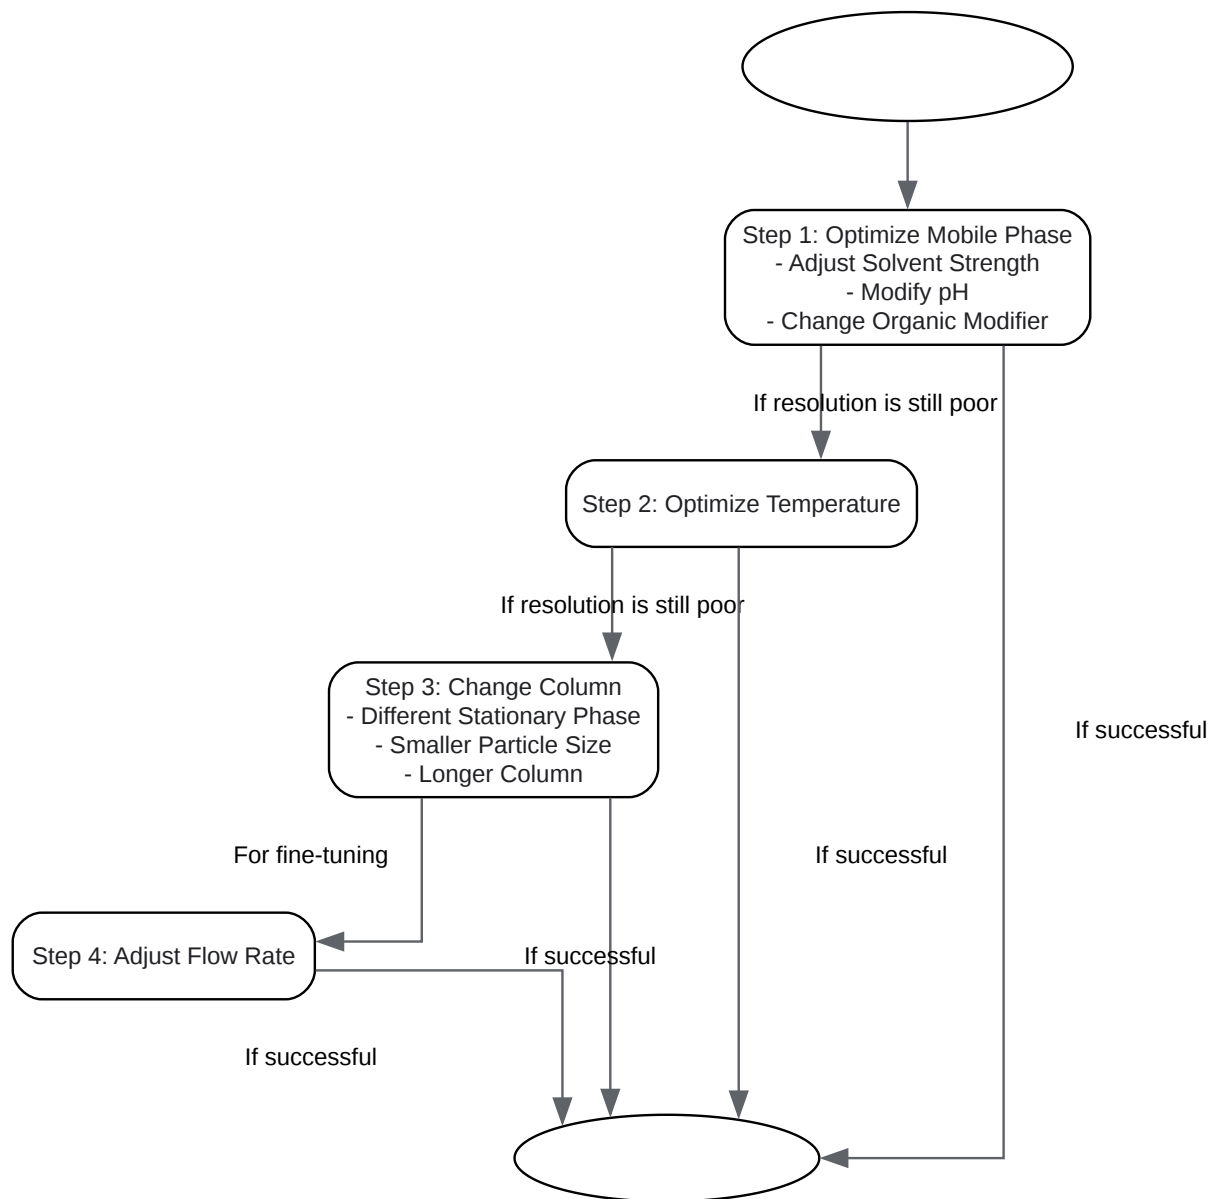 Step 1: Optimize Mobile Phase
- Adjust Solvent Strength
- Modify pH
- Change Organic Modifier
If resolution is still poor
Step 2: Optimize Temperature
If resolution is still poor
Step 3: Change Column
- Different Stationary Phase
- Smaller Particle Size
- Longer Column
If successful
For fine-tuning
If successful
Step 4: Adjust Flow Rate
If successful
If successful